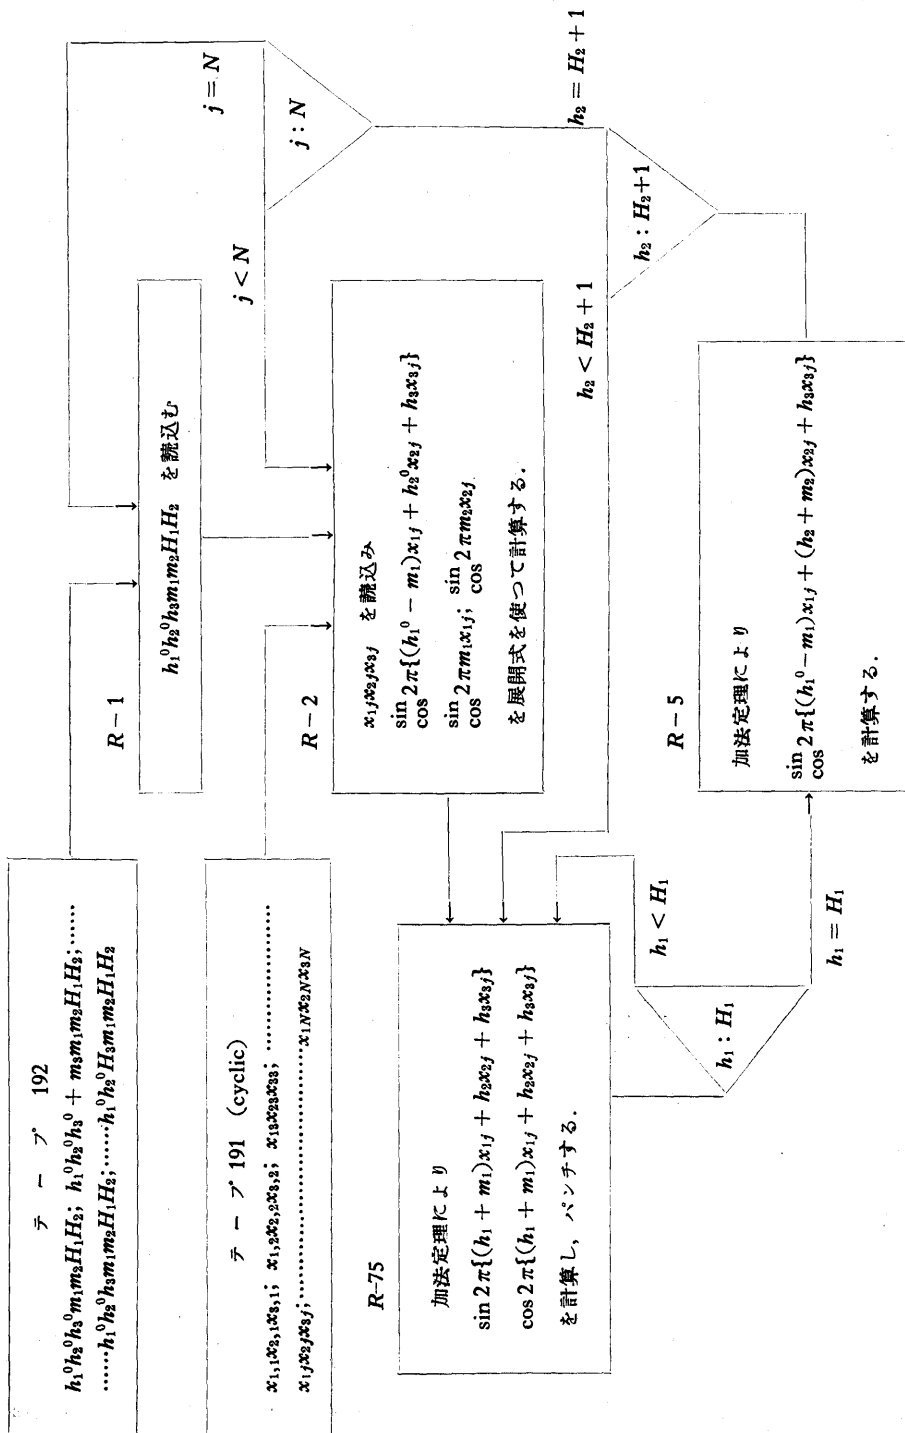 テープ 192
h₁⁰h₂⁰h₃⁰m₁m₂H₁H₂; h₁⁰h₂⁰h₃⁰ + m₃m₁m₂H₁H₂;······
······h₁⁰h₂⁰h₃m₁m₂H₁H₂;······h₁⁰h₂⁰H₃m₁m₂H₁H₂
テープ 191 (cyclic)
x₁,₁x₂,₁x₃,₁; x₁,₂x₂,₂x₃,₂; x₁₃x₂₃x₃₃; ··················
x₁ⱼx₂ⱼx₃ⱼ;·······································x₁Nx₂Nx₃N
R-1
h₁⁰h₂⁰h₃m₁m₂H₁H₂ を読込む
j = N
j : N
j < N
R-2
x₁ⱼx₂ⱼx₃ⱼ を読込み
sin
cos 2π{(h₁⁰ − m₁)x₁ⱼ + h₂⁰x₂ⱼ + h₃x₃ⱼ}
sin
cos 2πm₁x₁ⱼ; sin
cos 2πm₂x₂ⱼ
を展開式を使つて計算する.
R-75
加法定理により
sin 2π{(h₁ + m₁)x₁ⱼ + h₂x₂ⱼ + h₃x₃ⱼ}
cos 2π{(h₁ + m₁)x₁ⱼ + h₂x₂ⱼ + h₃x₃ⱼ}
を計算し, パンチする.
h₁ < H₁
h₁ : H₁
h₁ = H₁
R-5
加法定理により
sin
cos 2π{(h₁⁰ − m₁)x₁ⱼ + (h₂ + m₂)x₂ⱼ + h₃x₃ⱼ}
を計算する.
h₂ < H₂ + 1
h₂ : H₂+1
h₂ = H₂ + 1